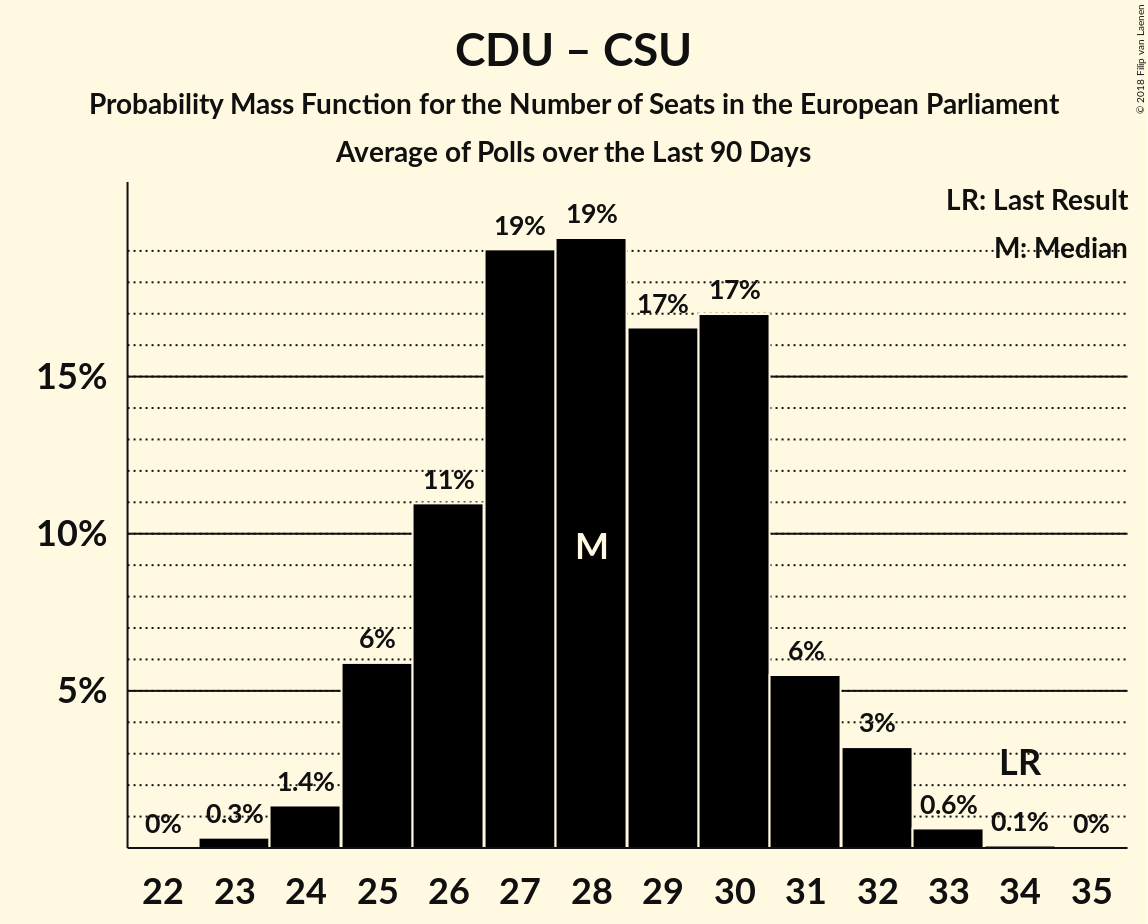 CDU – CSU
Probability Mass Function for the Number of Seats in the European Parliament
Average of Polls over the Last 90 Days
© 2018 Filip van Laenen
LR: Last Result
M: Median
15%
10%
5%
0%
0.3%
1.4%
6%
11%
19%
19%
17%
17%
6%
3%
0.6%
0.1%
0%
M
LR
22 23 24 25 26 27 28 29 30 31 32 33 34 35